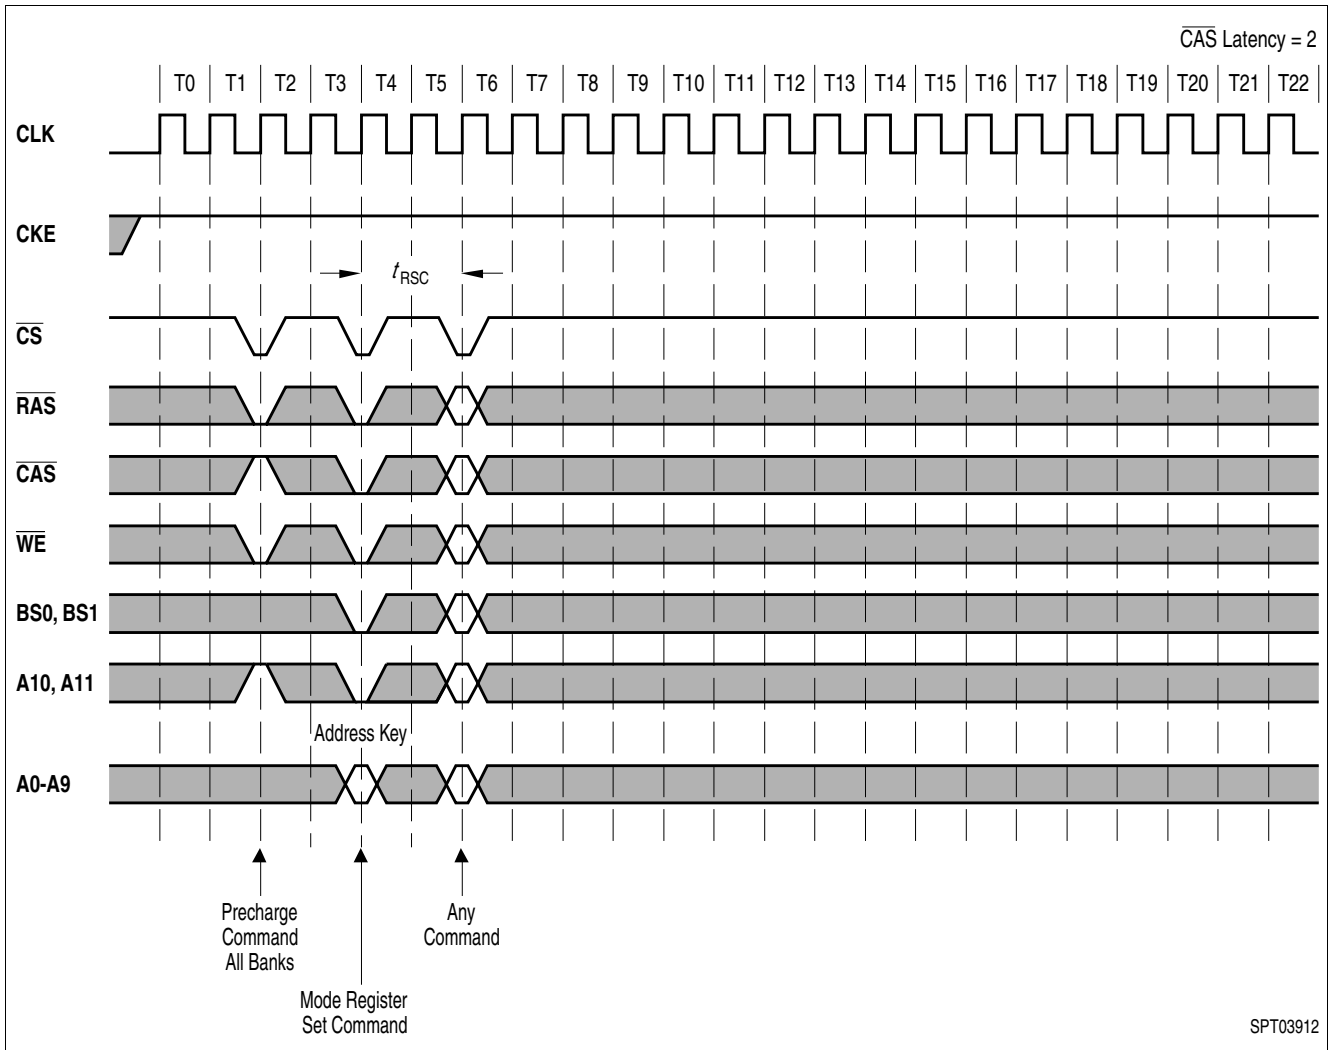 CAS Latency = 2
T0 T1 T2 T3 T4 T5 T6 T7 T8 T9 T10 T11 T12 T13 T14 T15 T16 T17 T18 T19 T20 T21 T22
CLK
CKE
tRSC
CS
RAS
CAS
WE
BS0, BS1
A10, A11
Address Key
A0-A9
Precharge
Command
All Banks
Any
Command
Mode Register
Set Command
SPT03912